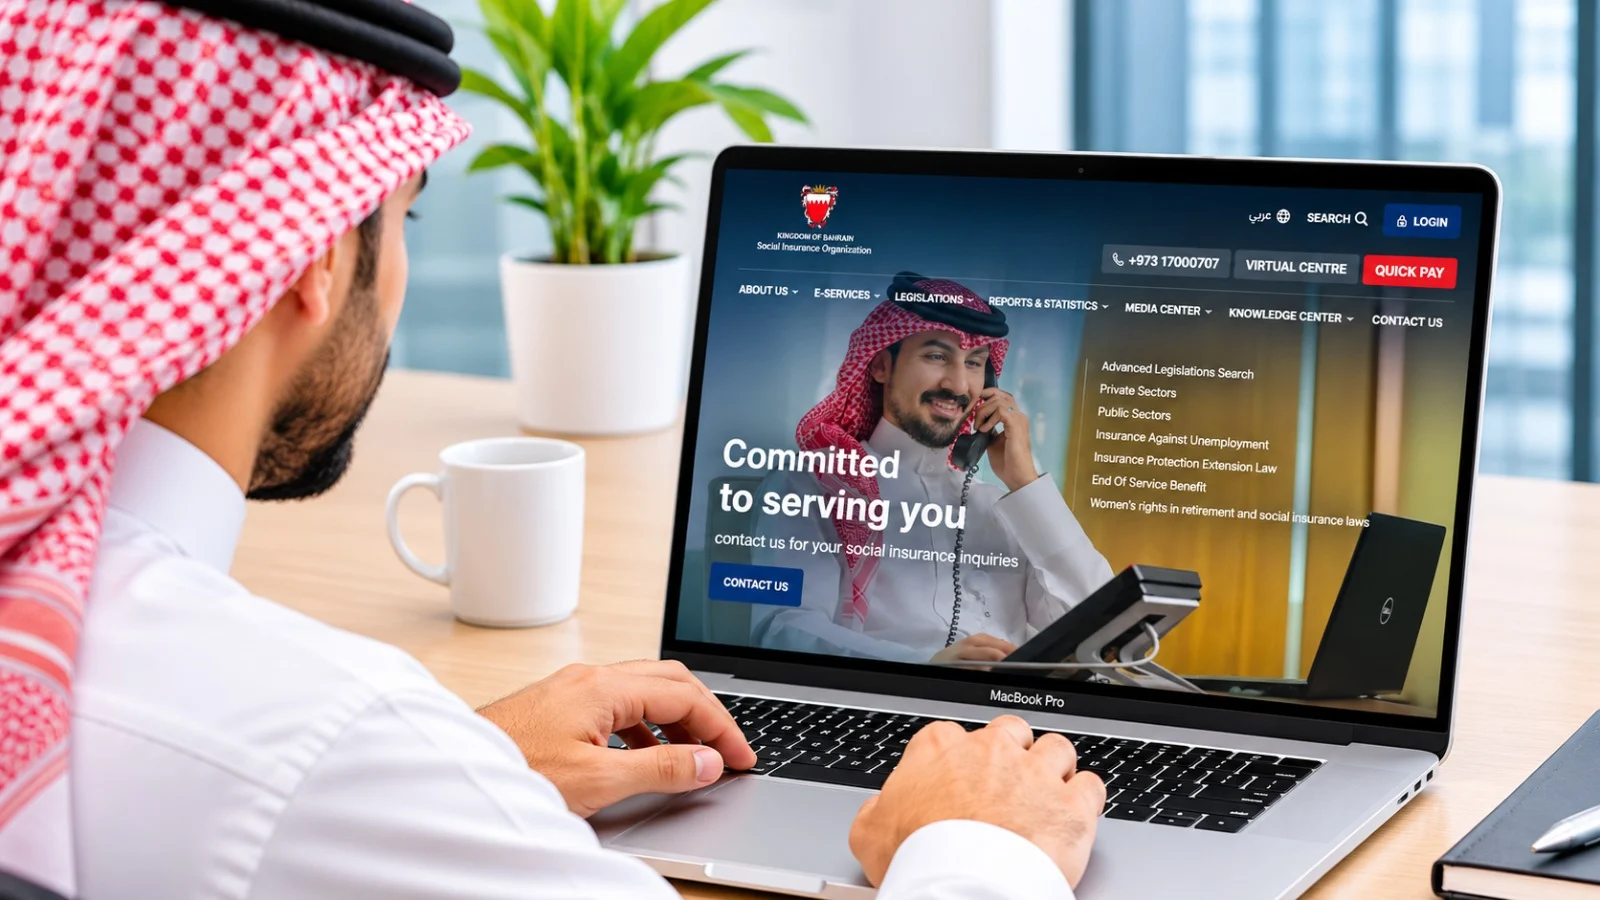 KINGDOM OF BAHRAIN
Social Insurance Organization
عربي
SEARCH
LOGIN
+973 17000707
VIRTUAL CENTRE
QUICK PAY
ABOUT US
E-SERVICES
LEGISLATIONS
REPORTS & STATISTICS
MEDIA CENTER
KNOWLEDGE CENTER
CONTACT US
Advanced Legislations Search
Private Sectors
Public Sectors
Insurance Against Unemployment
Insurance Protection Extension Law
End Of Service Benefit
Women's rights in retirement and social insurance laws
Committed
to serving you
contact us for your social insurance inquiries
CONTACT US
DELL
MacBook Pro